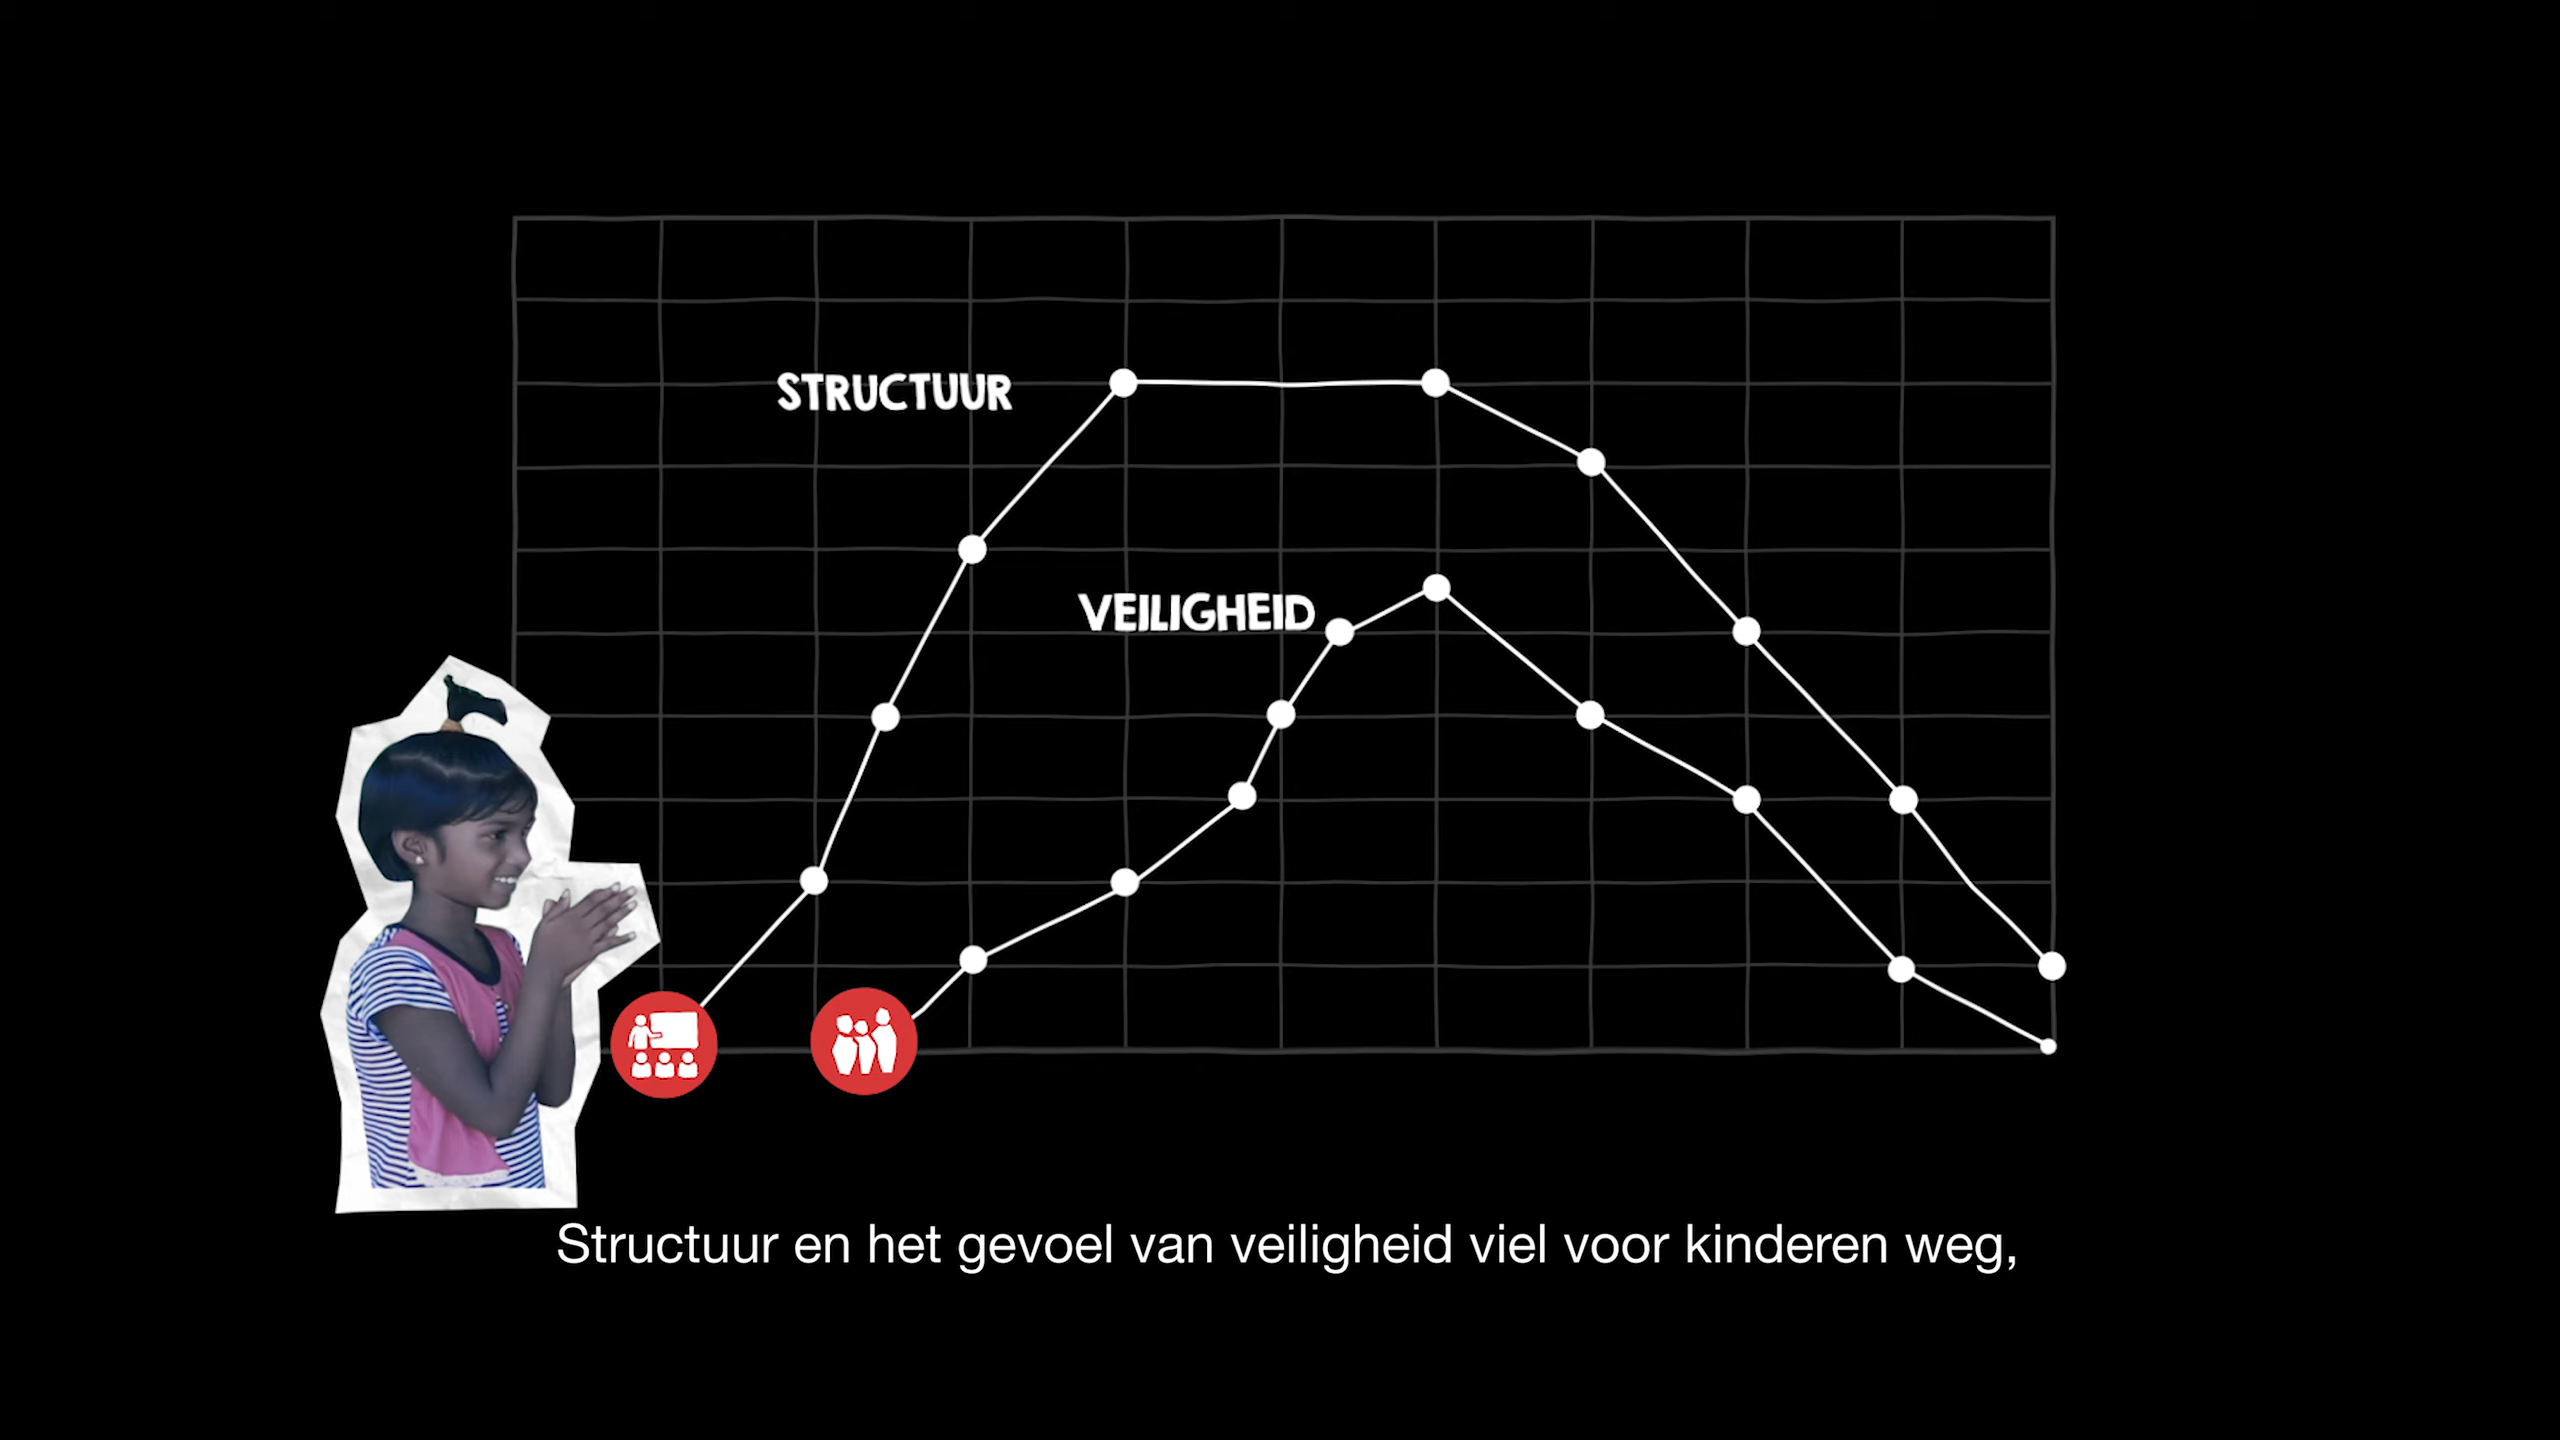 STRUCTUUR
VEILIGHEID
Structuur en het gevoel van veiligheid viel voor kinderen weg,